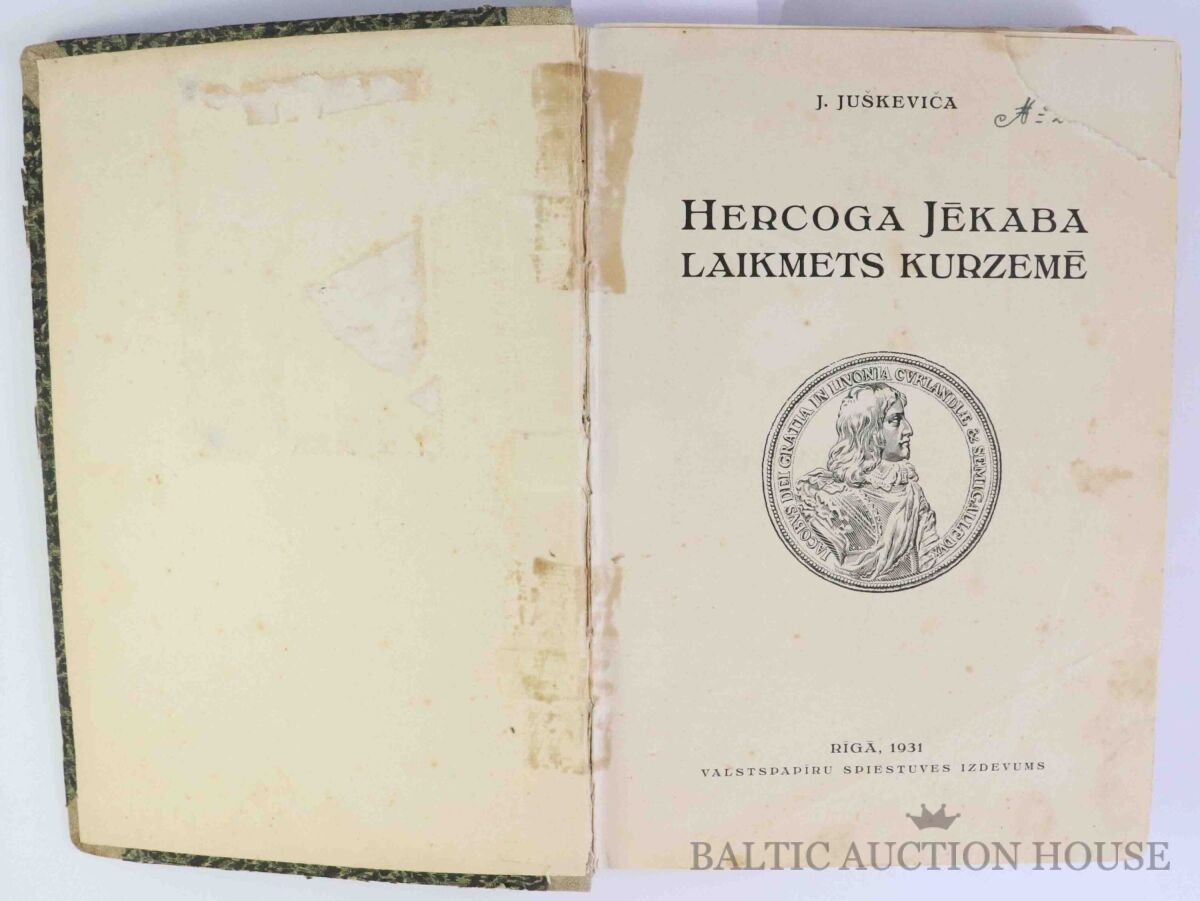 J. JUŠKEVIČA
HERCOGA JĒKABA
LAIKMETS KURZEMĒ
IACOBVS DEI GRATIA IN LIVONIA CVRLANDIÆ & SEMIGALLIÆ DVX
RĪGĀ, 1931
VALSTSPAPĪRU SPIESTUVES IZDEVUMS
BALTIC AUCTION HOUSE